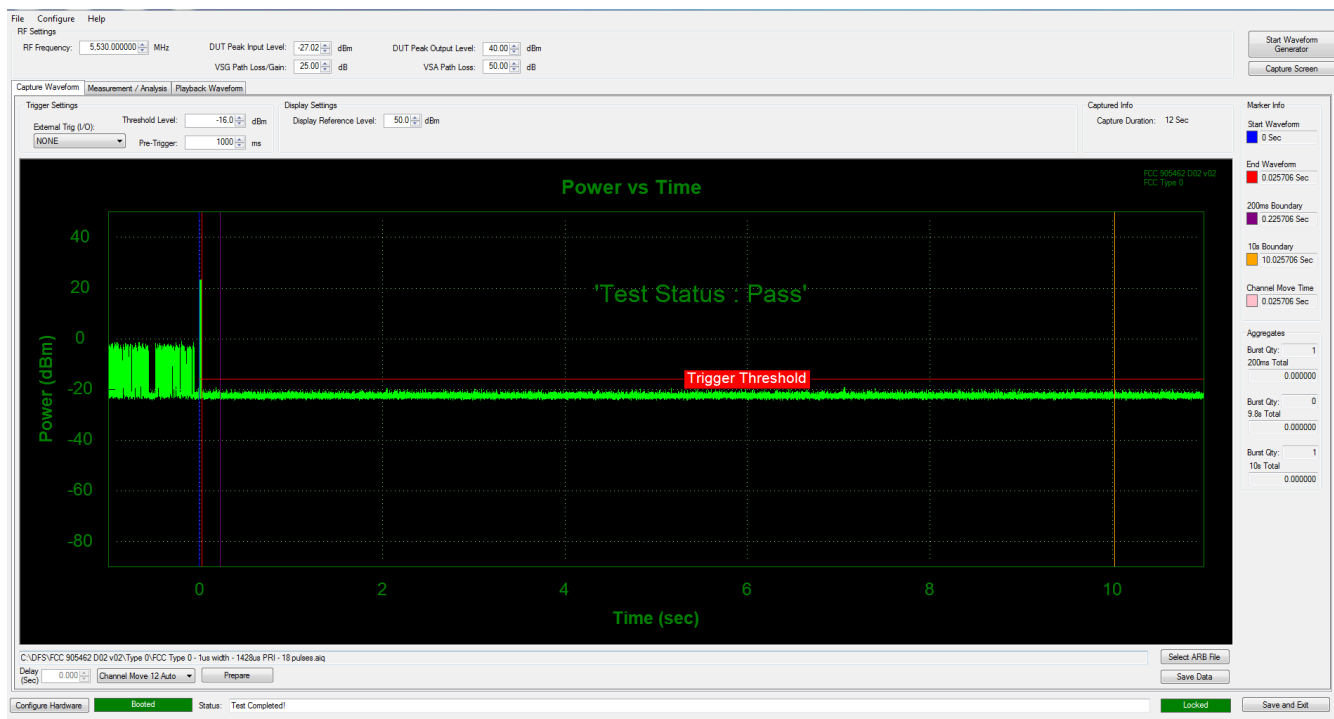 File Configure Help
RF Settings
RF Frequency: 5,530.000000 MHz DUT Peak Input Level: -27.02 dBm DUT Peak Output Level: 40.00 dBm
VSG Path Loss/Gain: 25.00 dB VSA Path Loss: 50.00 dB
Start Waveform
Generator
Capture Screen
Capture Waveform Measurement / Analysis Playback Waveform
Trigger Settings
External Trig (I/O):
NONE
Threshold Level: -16.0 dBm
Pre-Trigger: 1000 ms
Display Settings
Display Reference Level: 50.0 dBm
Captured Info
Capture Duration: 12 Sec
Power vs Time
FCC 905462 D02 v02
FCC Type 0
'Test Status : Pass'
Trigger Threshold
Power (dBm)
40
20
0
-20
-40
-60
-80
0 2 4 6 8 10
Time (sec)
Marker Info
Start Waveform
0 Sec
End Waveform
0.025706 Sec
200ms Boundary
0.225706 Sec
10s Boundary
10.025706 Sec
Channel Move Time
0.025706 Sec
Aggregates
Burst Qty: 1
200ms Total
0.000000
Burst Qty: 0
9.8s Total
0.000000
Burst Qty: 1
10s Total
0.000000
C:\DFS\FCC 905462 D02 v02\Type 0\FCC Type 0 - 1us width - 1428us PRI - 18 pulses.aiq
Select ARB File
Delay
(Sec) 0.000 Channel Move 12 Auto Prepare
Save Data
Configure Hardware Booted Status: Test Completed! Locked Save and Exit